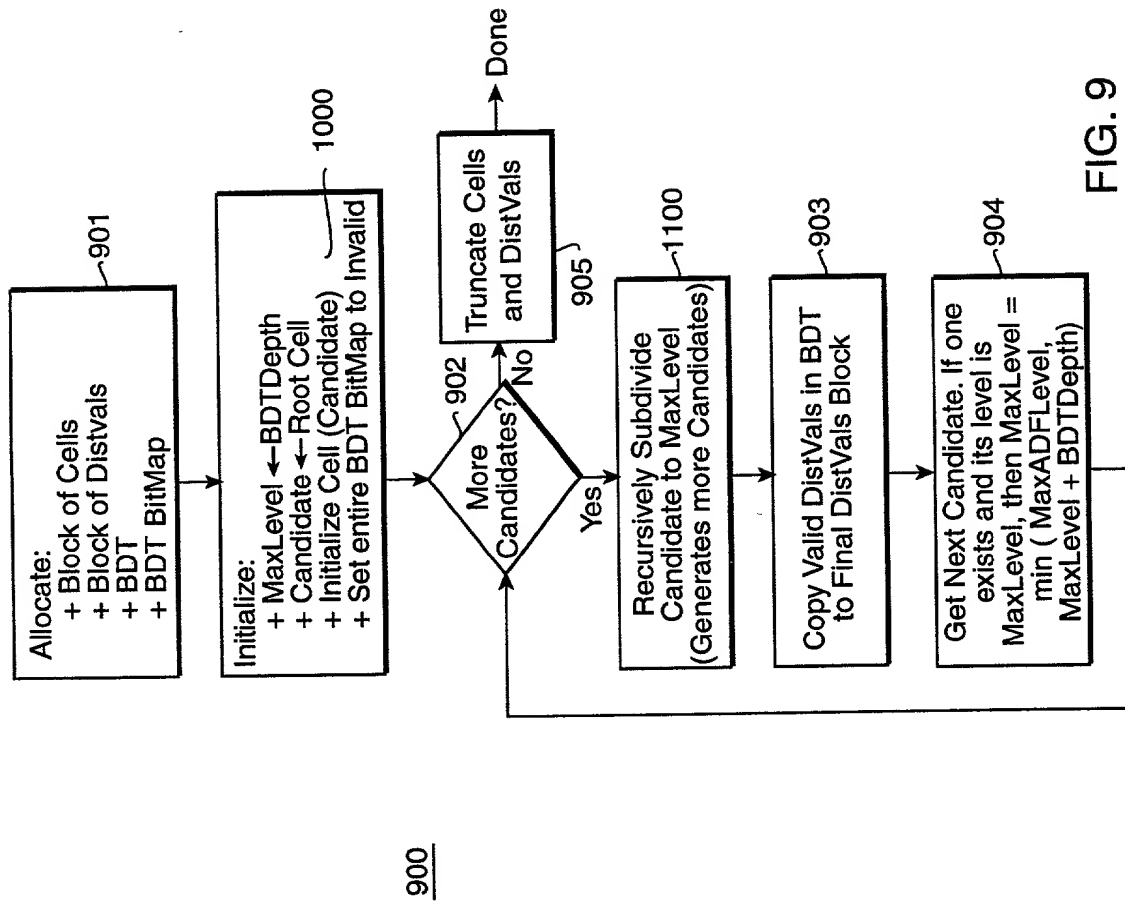 900
Allocate:
+ Block of Cells
+ Block of Distvals
+ BDT
+ BDT BitMap
901
Initialize:
+ MaxLevel ←BDTDepth
+ Candidate ←Root Cell
+ Initialize Cell (Candidate)
+ Set entire BDT BitMap to Invalid
1000
More
Candidates?
902
No
Truncate Cells
and DistVals
905
Done
Yes
Recursively Subdivide
Candidate to MaxLevel
(Generates more Candidates)
1100
Copy Valid DistVals in BDT
to Final DistVals Block
903
Get Next Candidate. If one
exists and its level is
MaxLevel, then MaxLevel =
min ( MaxADFLevel,
MaxLevel + BDTDepth)
904
FIG. 9